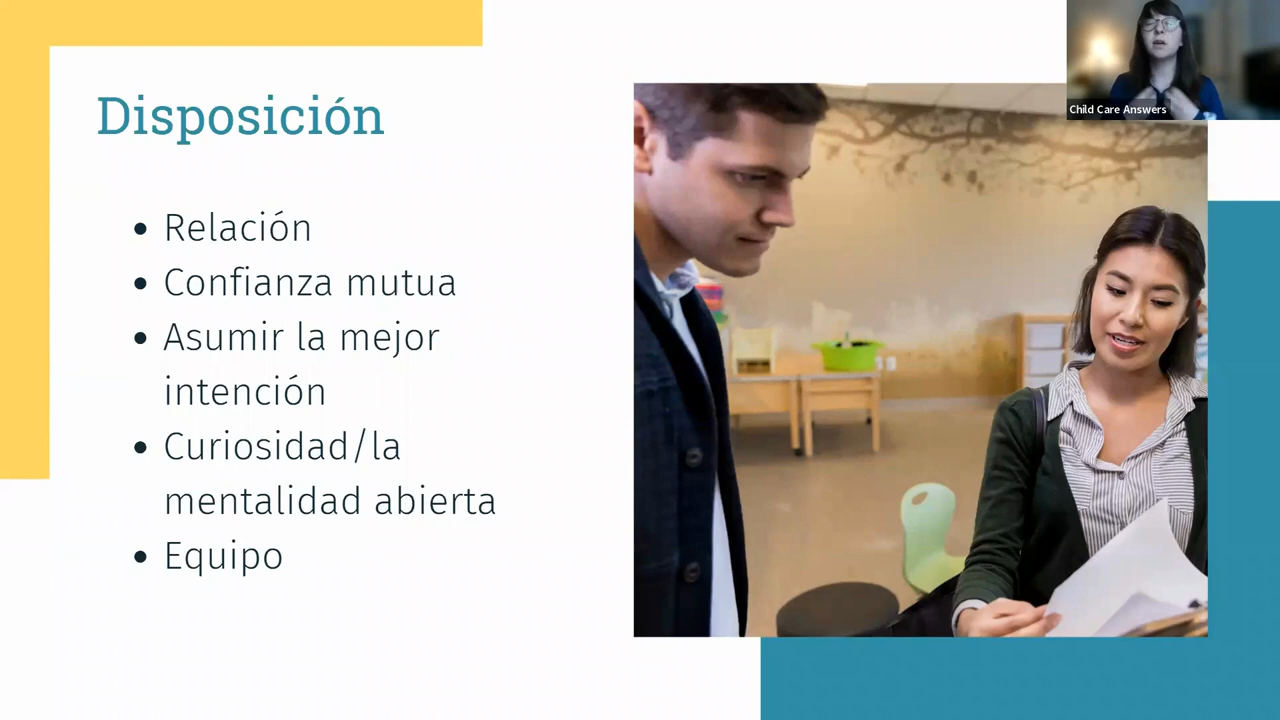 Disposición
• Relación
• Confianza mutua
• Asumir la mejor
intención
• Curiosidad/la
mentalidad abierta
• Equipo
Child Care Answers